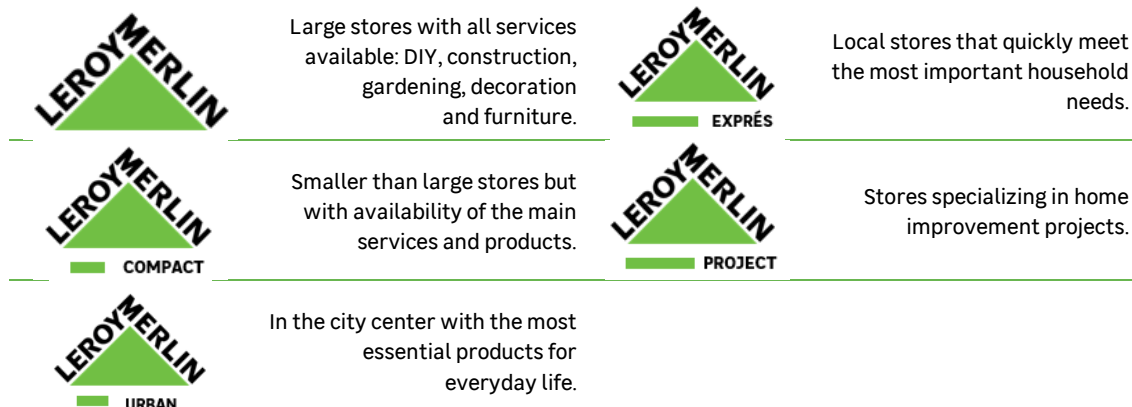 LEROY MERLIN
Large stores with all services
available: DIY, construction,
gardening, decoration
and furniture.
LEROY MERLIN
EXPRÉS
Local stores that quickly meet
the most important household
needs.
LEROY MERLIN
COMPACT
Smaller than large stores but
with availability of the main
services and products.
LEROY MERLIN
PROJECT
Stores specializing in home
improvement projects.
LEROY MERLIN
URBAN
In the city center with the most
essential products for
everyday life.